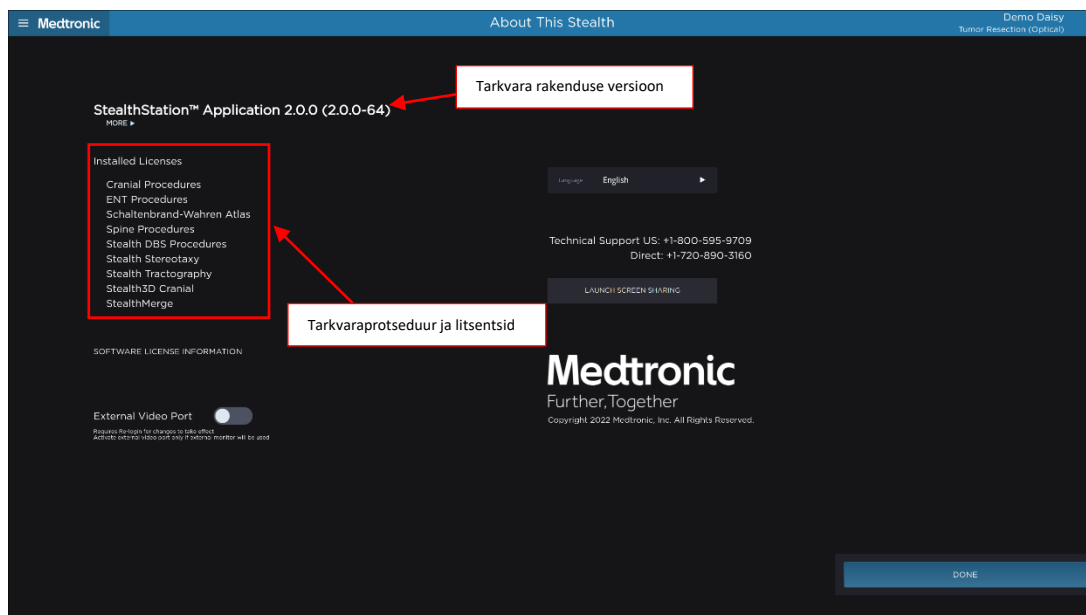 ≡ Medtronic
About This Stealth
Demo Daisy
Tumor Resection (Optical)
Tarkvara rakenduse versioon
StealthStation™ Application 2.0.0 (2.0.0-64)
MORE ▶
Installed Licenses
Cranial Procedures
ENT Procedures
Schaltenbrand-Wahren Atlas
Spine Procedures
Stealth DBS Procedures
Stealth Stereotaxy
Stealth Tractography
Stealth3D Cranial
StealthMerge
Tarkvaraprotseduur ja litsentsid
SOFTWARE LICENSE INFORMATION
External Video Port
Requires Re-login for changes to take effect
Activate external video port only if external monitor will be used
Language English ▶
Technical Support US: +1-800-595-9709
Direct: +1-720-890-3160
LAUNCH SCREEN SHARING
Medtronic
Further,Together
Copyright 2022 Medtronic, Inc. All Rights Reserved.
DONE